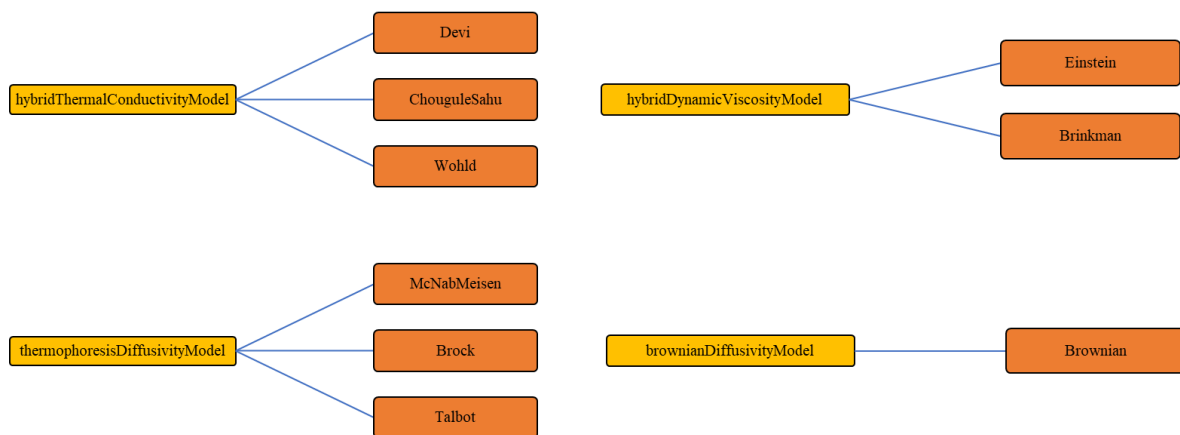 hybridThermalConductivityModel
Devi
ChouguleSahu
Wohld
hybridDynamicViscosityModel
Einstein
Brinkman
thermophoresisDiffusivityModel
McNabMeisen
Brock
Talbot
brownianDiffusivityModel
Brownian